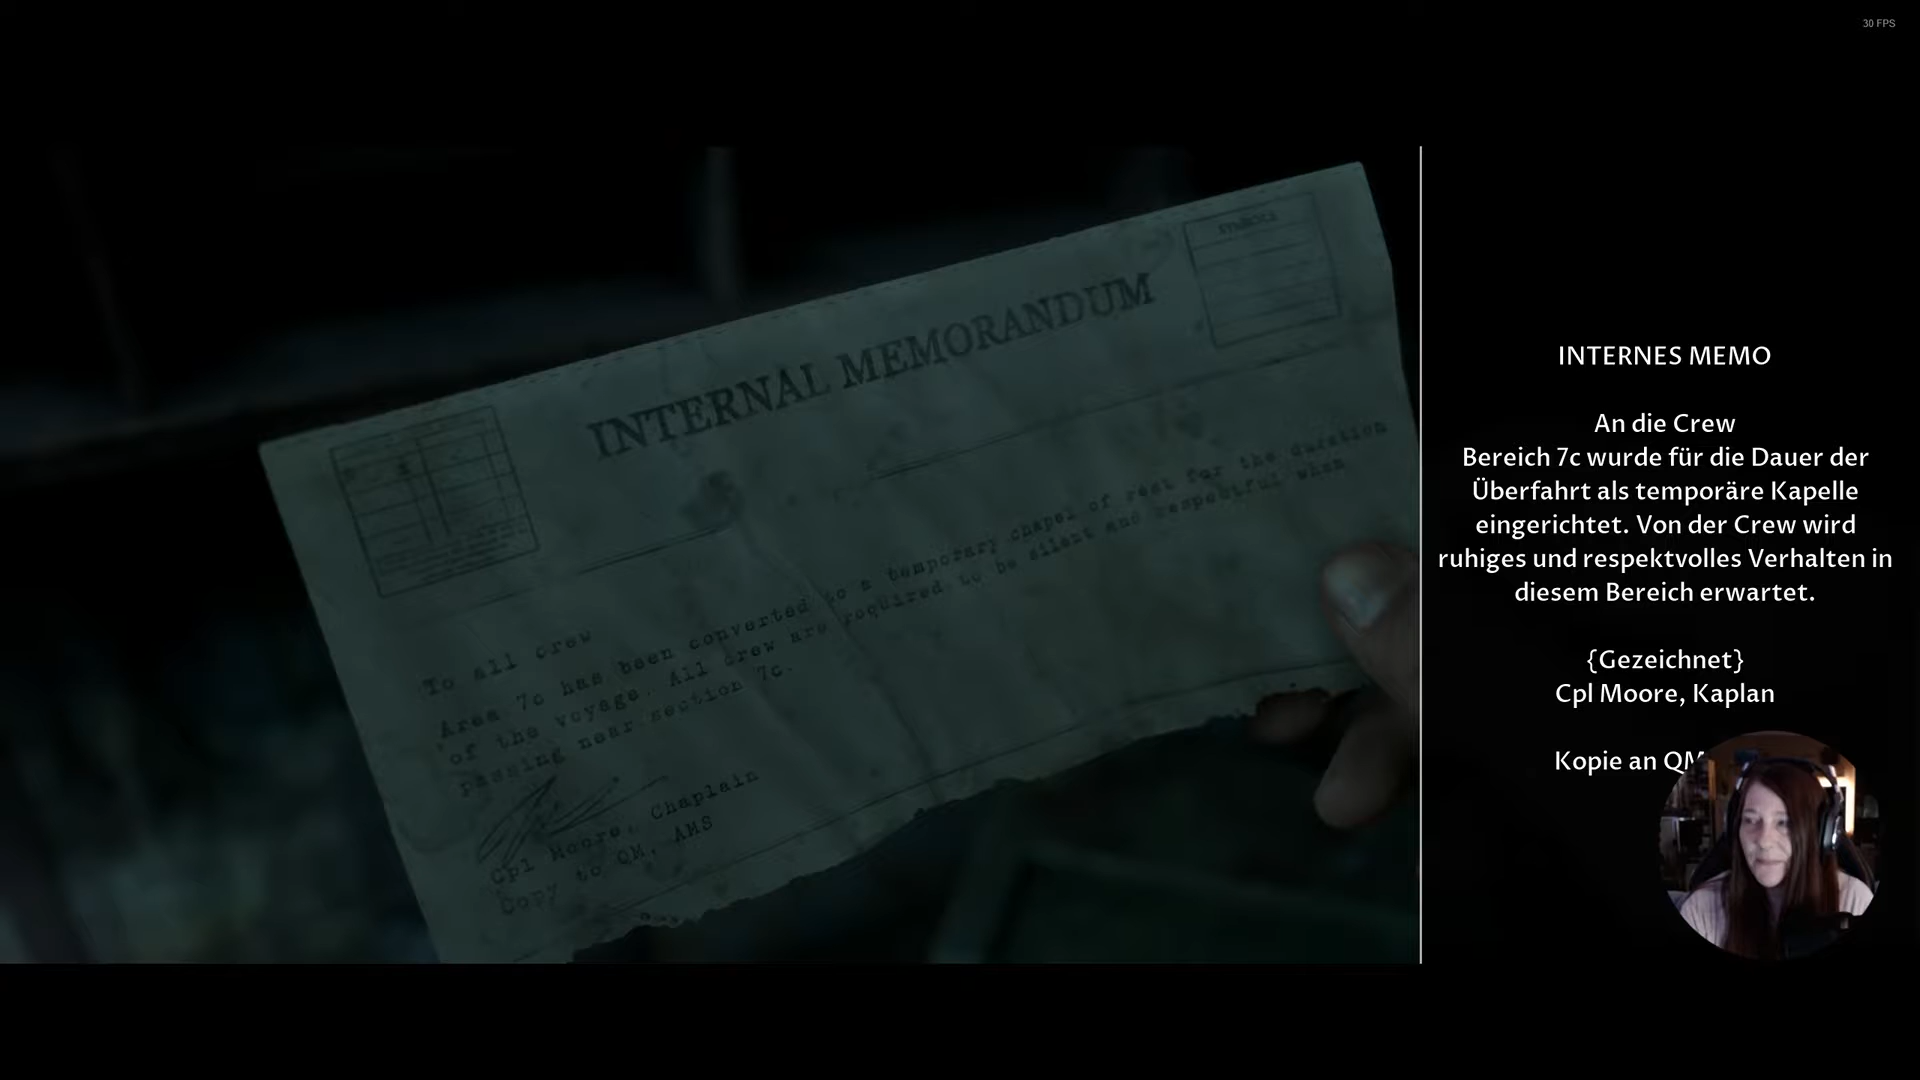 30 FPS
INTERNAL MEMORANDUM
To all crew
Area 7c has been converted to a temporary chapel of rest for the duration
of the voyage. All crew are required to be silent and respectful when
passing near section 7c.
Cpl Moore, Chaplain
Copy to QM, AMS
INTERNES MEMO
An die Crew
Bereich 7c wurde für die Dauer der
Überfahrt als temporäre Kapelle
eingerichtet. Von der Crew wird
ruhiges und respektvolles Verhalten in
diesem Bereich erwartet.
{Gezeichnet}
Cpl Moore, Kaplan
Kopie an QM